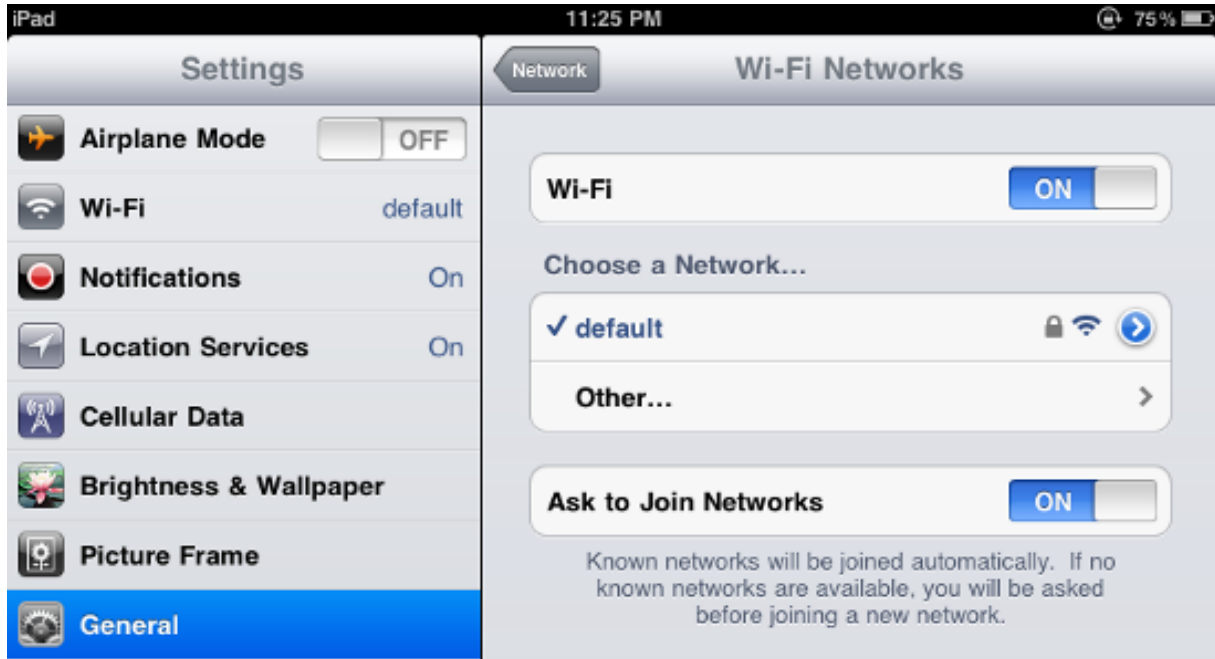 iPad 11:25 PM 75%
Settings
Airplane Mode OFF
Wi-Fi default
Notifications On
Location Services On
Cellular Data
Brightness & Wallpaper
Picture Frame
General
Network Wi-Fi Networks
Wi-Fi ON
Choose a Network...
default
Other...
Ask to Join Networks ON
Known networks will be joined automatically. If no
known networks are available, you will be asked
before joining a new network.